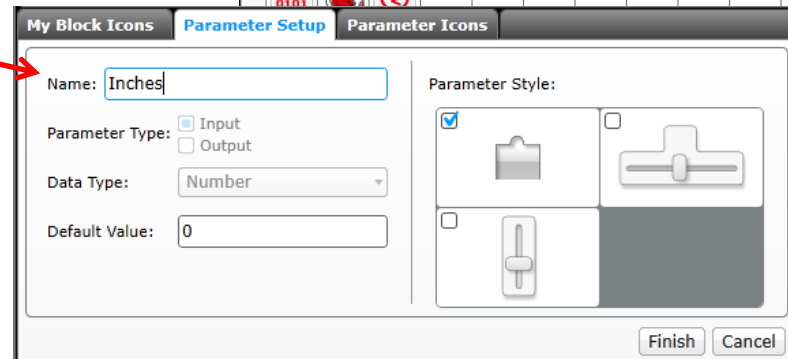 0101
My Block Icons Parameter Setup Parameter Icons
Name: Inches
Parameter Style:
Parameter Type: Input
Output
Data Type: Number
Default Value: 0
Finish Cancel